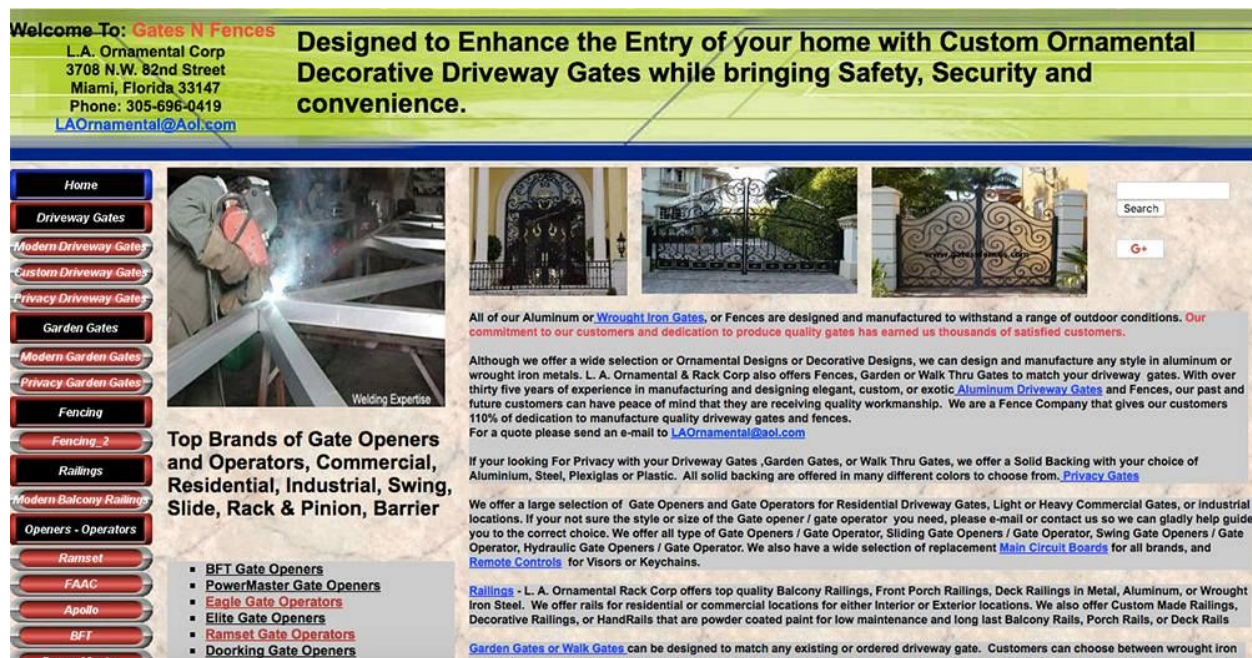 Welcome To: Gates N Fences
L.A. Ornamental Corp
3708 N.W. 82nd Street
Miami, Florida 33147
Phone: 305-696-0419
LAOrnamental@Aol.com
Designed to Enhance the Entry of your home with Custom Ornamental
Decorative Driveway Gates while bringing Safety, Security and
convenience.
Home
Driveway Gates
Modern Driveway Gates
Custom Driveway Gates
Privacy Driveway Gates
Garden Gates
Modern Garden Gates
Privacy Garden Gates
Fencing
Fencing_2
Railings
Modern Balcony Railings
Openers - Operators
Ramset
FAAC
Apollo
BFT
Welding Expertise
Top Brands of Gate Openers
and Operators, Commercial,
Residential, Industrial, Swing,
Slide, Rack & Pinion, Barrier
BFT Gate Openers
PowerMaster Gate Openers
Eagle Gate Operators
Elite Gate Openers
Ramset Gate Operators
Doorking Gate Openers
Search
G+
All of our Aluminum or Wrought Iron Gates, or Fences are designed and manufactured to withstand a range of outdoor conditions. Our
commitment to our customers and dedication to produce quality gates has earned us thousands of satisfied customers.
Although we offer a wide selection or Ornamental Designs or Decorative Designs, we can design and manufacture any style in aluminum or
wrought iron metals. L. A. Ornamental & Rack Corp also offers Fences, Garden or Walk Thru Gates to match your driveway gates. With over
thirty five years of experience in manufacturing and designing elegant, custom, or exotic Aluminum Driveway Gates and Fences, our past and
future customers can have peace of mind that they are receiving quality workmanship. We are a Fence Company that gives our customers
110% of dedication to manufacture quality driveway gates and fences.
For a quote please send an e-mail to LAOrnamental@aol.com
If your looking For Privacy with your Driveway Gates ,Garden Gates, or Walk Thru Gates, we offer a Solid Backing with your choice of
Aluminium, Steel, Plexiglas or Plastic. All solid backing are offered in many different colors to choose from. Privacy Gates
We offer a large selection of Gate Openers and Gate Operators for Residential Driveway Gates, Light or Heavy Commercial Gates, or industrial
locations. If your not sure the style or size of the Gate opener / gate operator you need, please e-mail or contact us so we can gladly help guide
you to the correct choice. We offer all type of Gate Openers / Gate Operator, Sliding Gate Openers / Gate Operator, Swing Gate Openers / Gate
Operator, Hydraulic Gate Openers / Gate Operator. We also have a wide selection of replacement Main Circuit Boards for all brands, and
Remote Controls for Visors or Keychains.
Railings - L. A. Ornamental Rack Corp offers top quality Balcony Railings, Front Porch Railings, Deck Railings in Metal, Aluminum, or Wrought
Iron Steel. We offer rails for residential or commercial locations for either Interior or Exterior locations. We also offer Custom Made Railings,
Decorative Railings, or HandRails that are powder coated paint for low maintenance and long last Balcony Rails, Porch Rails, or Deck Rails
Garden Gates or Walk Gates can be designed to match any existing or ordered driveway gate. Customers can choose between wrought iron